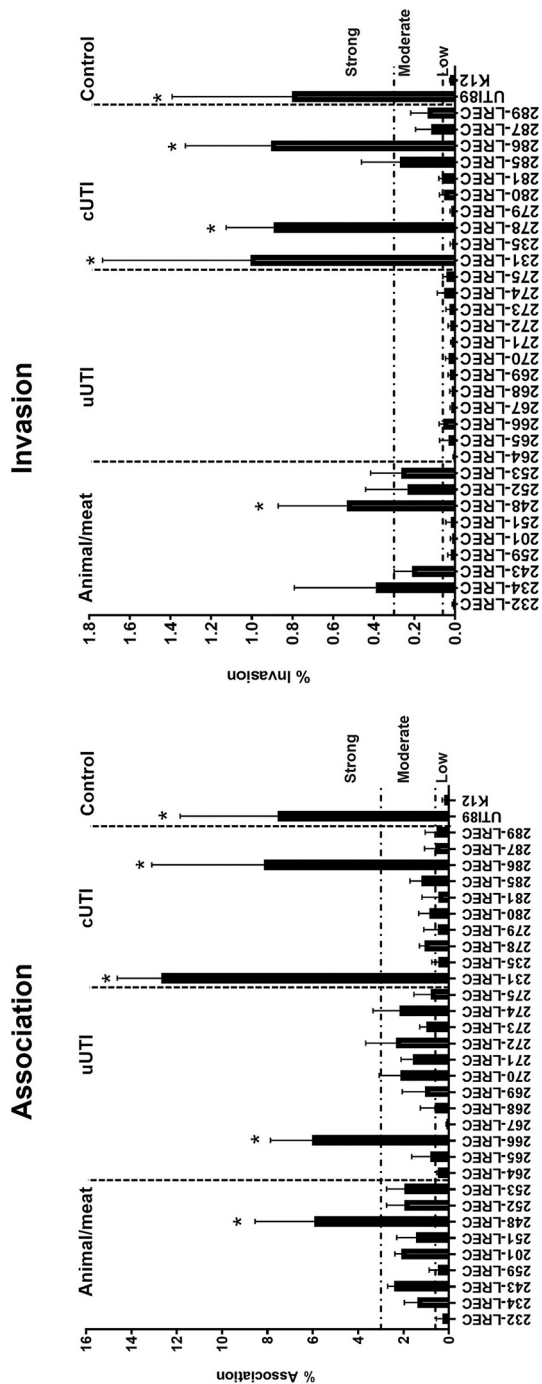 Association
Animal/meat
uUTI
cUTI
Control
16
14
12
10
8
6
4
2
0
% Association
*
*
*
*
*
Strong
Moderate
Low
232-LREC
234-LREC
243-LREC
259-LREC
201-LREC
251-LREC
248-LREC
252-LREC
253-LREC
264-LREC
265-LREC
266-LREC
267-LREC
268-LREC
269-LREC
270-LREC
271-LREC
272-LREC
273-LREC
274-LREC
275-LREC
231-LREC
235-LREC
278-LREC
279-LREC
280-LREC
281-LREC
285-LREC
286-LREC
287-LREC
289-LREC
UTI89
K12
Invasion
Animal/meat
uUTI
cUTI
Control
1.8
1.6
1.4
1.2
1.0
0.8
0.6
0.4
0.2
0.0
% Invasion
*
*
*
*
*
Strong
Moderate
Low
232-LREC
234-LREC
243-LREC
259-LREC
201-LREC
251-LREC
248-LREC
252-LREC
253-LREC
264-LREC
265-LREC
266-LREC
267-LREC
268-LREC
269-LREC
270-LREC
271-LREC
272-LREC
273-LREC
274-LREC
275-LREC
231-LREC
235-LREC
278-LREC
279-LREC
280-LREC
281-LREC
285-LREC
286-LREC
287-LREC
289-LREC
UTI89
K12